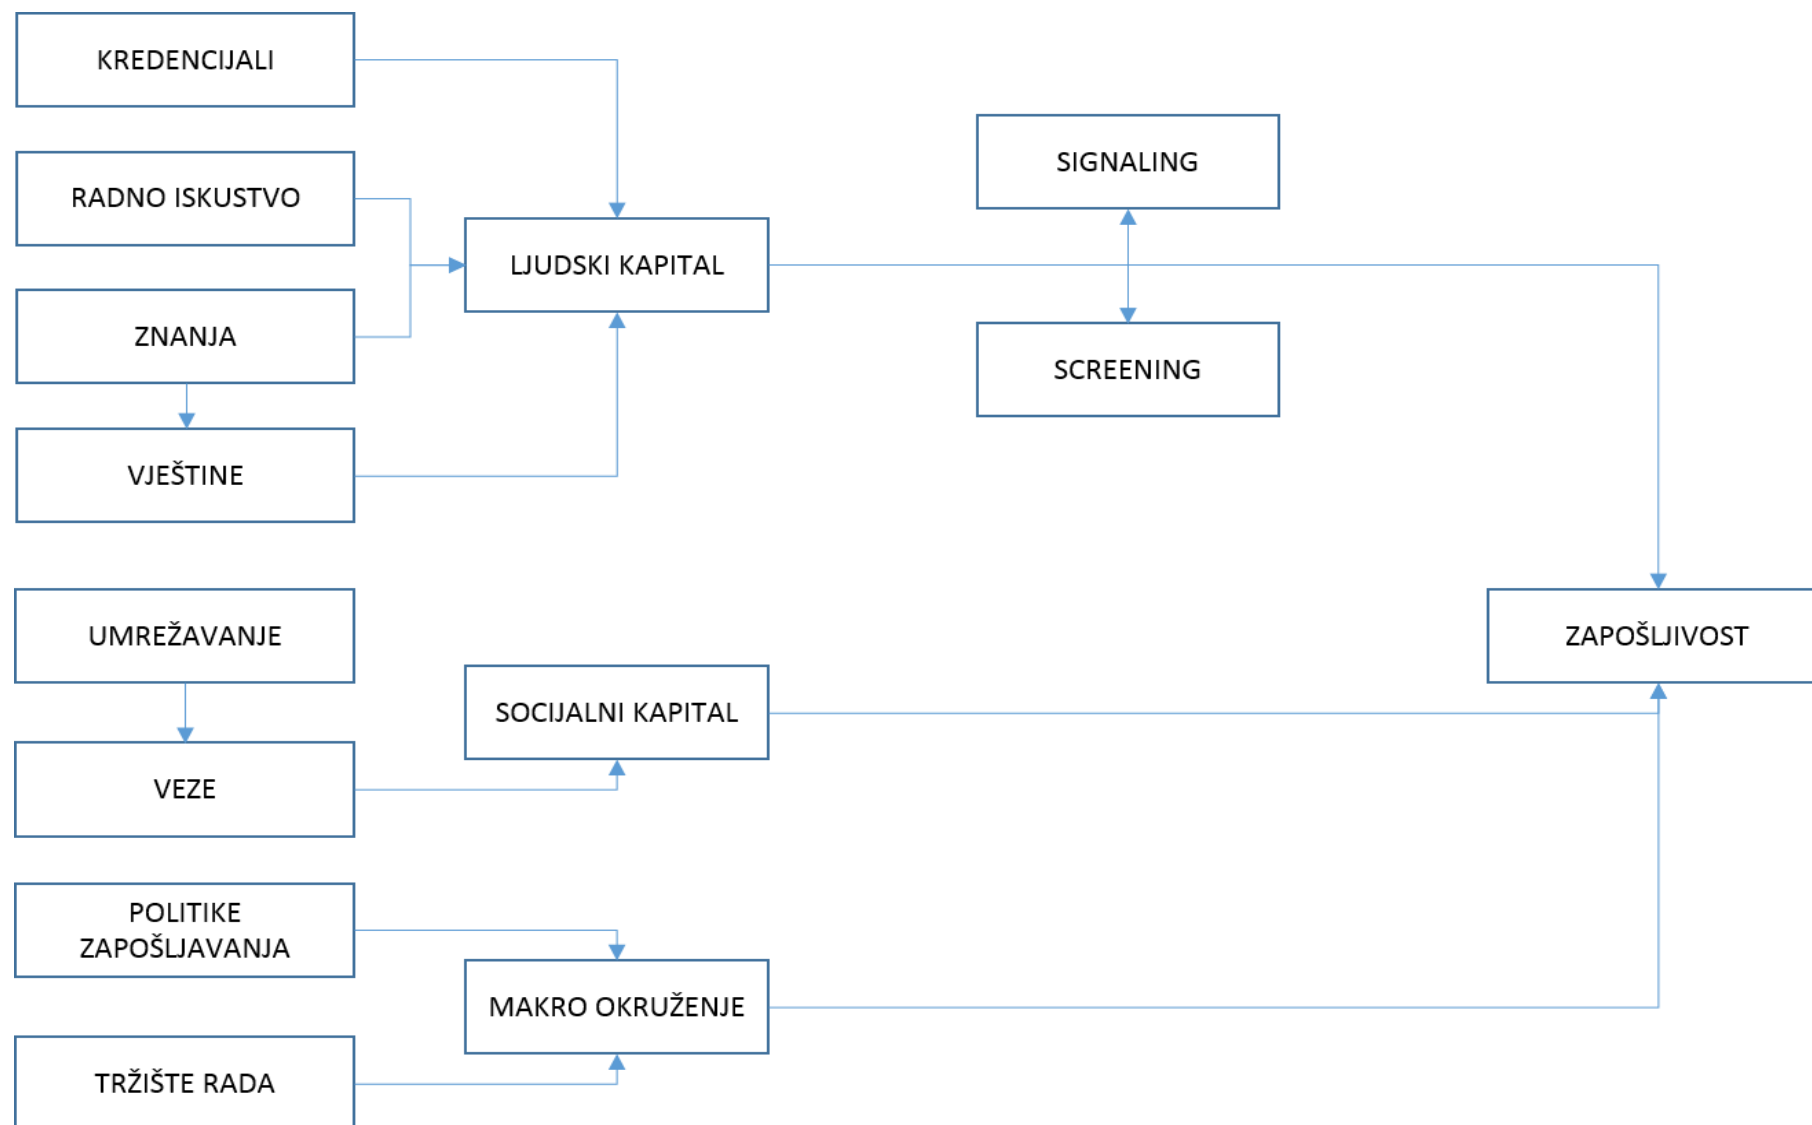 KREDENCIJALI
RADNO ISKUSTVO
ZNANJA
VJEŠTINE
LJUDSKI KAPITAL
SIGNALING
SCREENING
UMREŽAVANJE
VEZE
SOCIJALNI KAPITAL
ZAPOŠLJIVOST
POLITIKE
ZAPOŠLJAVANJA
TRŽIŠTE RADA
MAKRO OKRUŽENJE